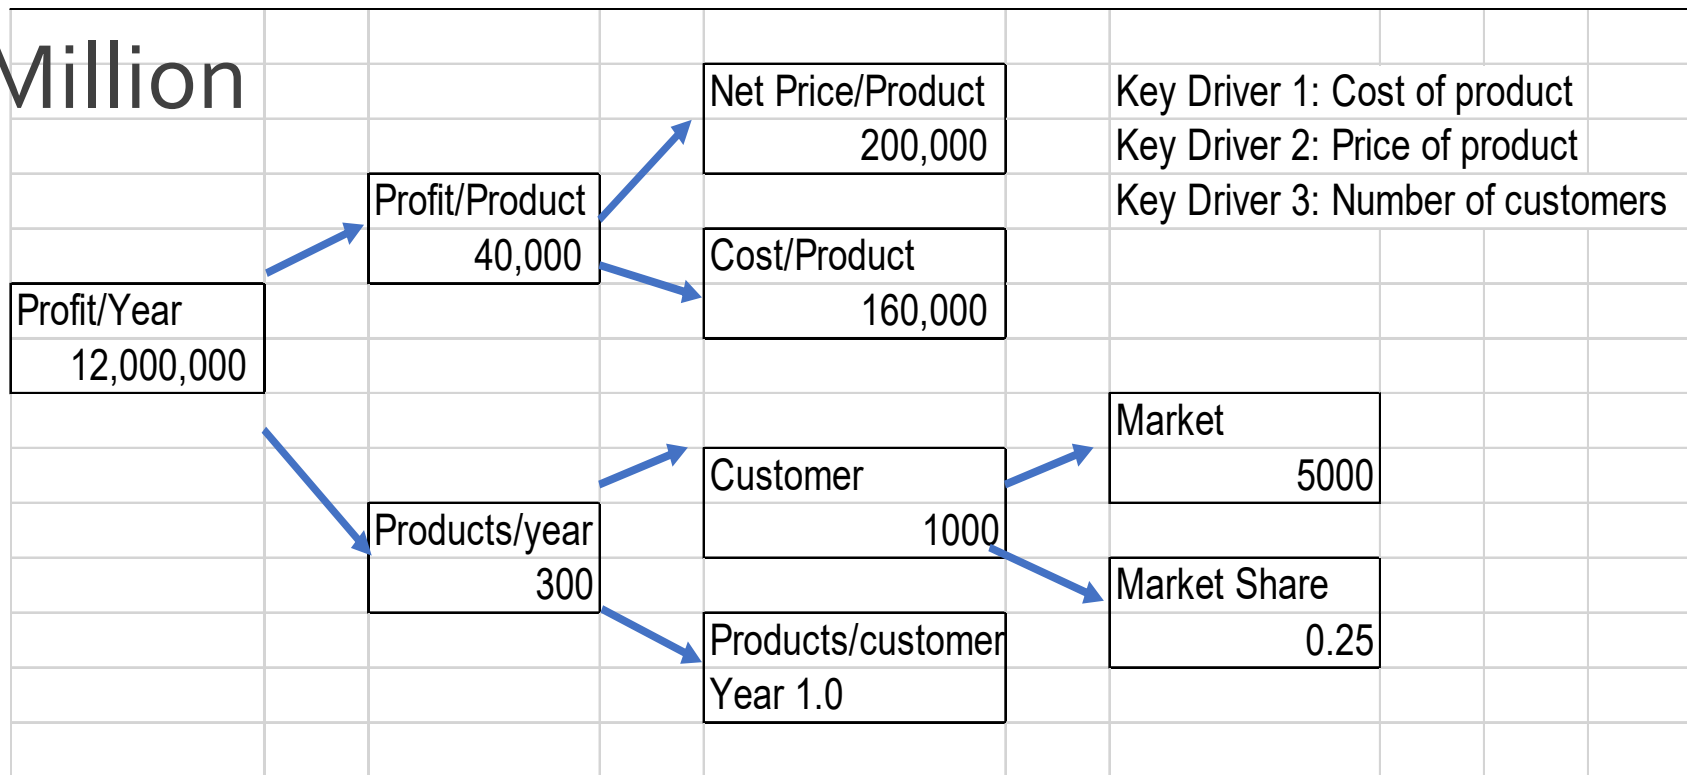 Million
Net Price/Product
200,000
Key Driver 1: Cost of product
Key Driver 2: Price of product
Key Driver 3: Number of customers
Profit/Product
40,000
Cost/Product
160,000
Profit/Year
12,000,000
Market
5000
Customer
1000
Products/year
300
Market Share
0.25
Products/customer
Year 1.0